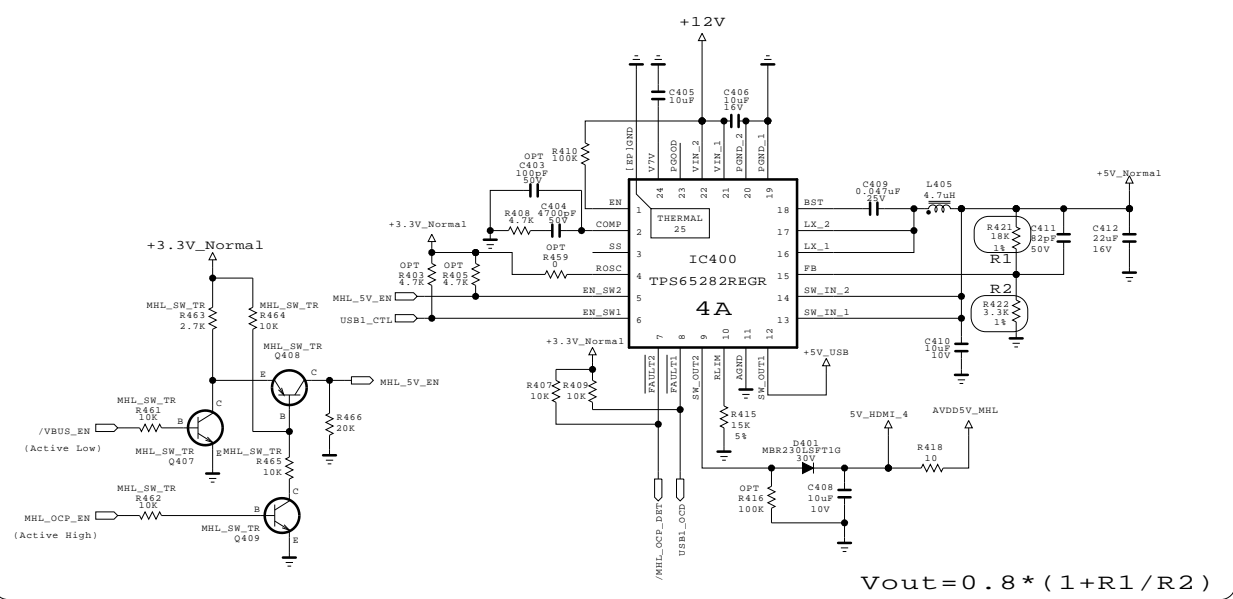 +12V
C405
10uF
C406
10uF
16V
R410
100K
[EP]GND
V7V
PGOOD
VIN_2
VIN_1
PGND_2
PGND_1
24
23
22
21
20
19
OPT
C403
100pF
50V
C404
4700pF
50V
R408
4.7K
+3.3V_Normal
OPT
R459
0
OPT
R403
4.7K
OPT
R405
4.7K
MHL_5V_EN
USB1_CTL
EN
COMP
SS
ROSC
EN_SW2
EN_SW1
1
2
3
4
5
6
THERMAL
25
IC400
TPS65282REGR
4A
18
17
16
15
14
13
BST
LX_2
LX_1
FB
SW_IN_2
SW_IN_1
C409
0.047uF
25V
L405
4.7uH
+5V_Normal
R421
18K
1%
R1
C411
82pF
50V
C412
22uF
16V
R2
R422
3.3K
1%
C410
10uF
10V
7
8
9
10
11
12
FAULT2
FAULT1
SW_OUT2
RLIM
AGND
SW_OUT1
+5V_USB
+3.3V_Normal
R407
10K
R409
10K
R415
15K
5%
/MHL_OCP_DET
USB1_OCD
D401
MBR230LSFT1G
30V
OPT
R416
100K
C408
10uF
10V
5V_HDMI_4
R418
10
AVDD5V_MHL
+3.3V_Normal
MHL_SW_TR
R463
2.7K
MHL_SW_TR
R464
10K
MHL_SW_TR
Q408
E
C
B
MHL_5V_EN
R466
20K
MHL_SW_TR
R461
10K
/VBUS_EN
(Active Low)
B
C
E
MHL_SW_TR
Q407
MHL_SW_TR
R465
10K
MHL_SW_TR
R462
10K
MHL_OCP_EN
(Active High)
B
C
E
MHL_SW_TR
Q409
Vout=0.8*(1+R1/R2)